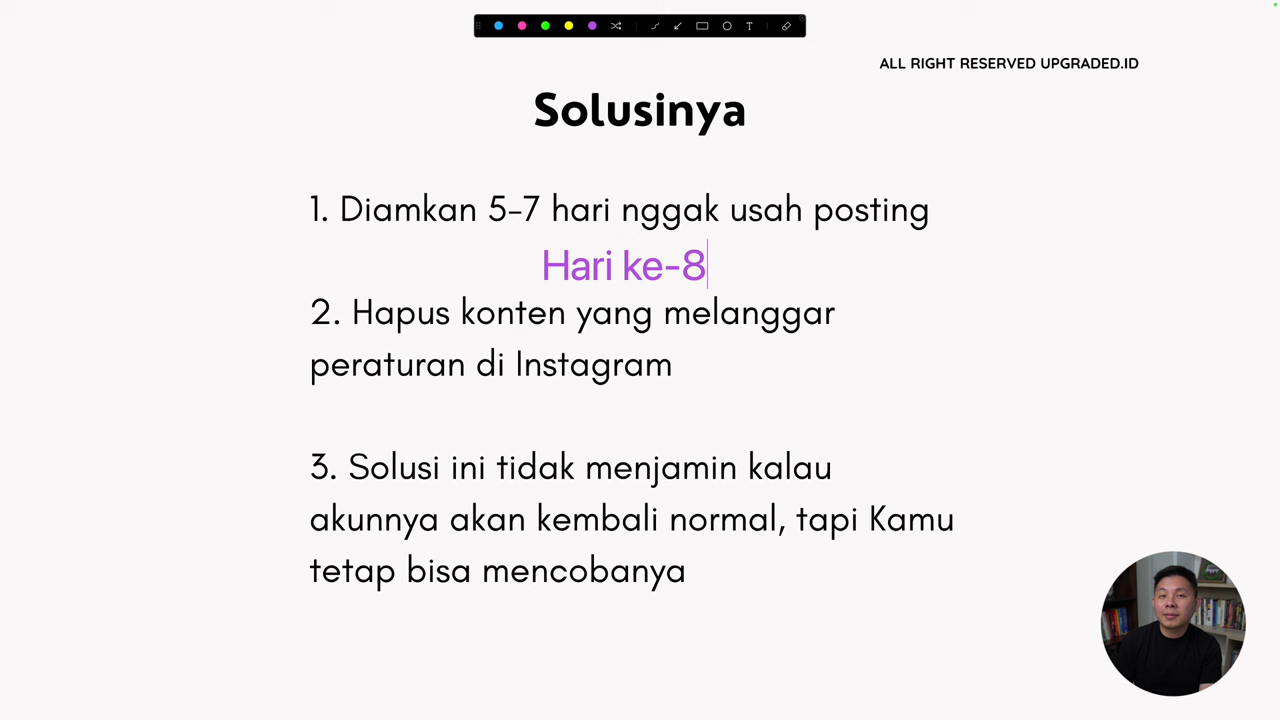 ALL RIGHT RESERVED UPGRADED.ID
Solusinya
1. Diamkan 5-7 hari nggak usah posting
Hari ke-8
2. Hapus konten yang melanggar
peraturan di Instagram
3. Solusi ini tidak menjamin kalau
akunnya akan kembali normal, tapi Kamu
tetap bisa mencobanya